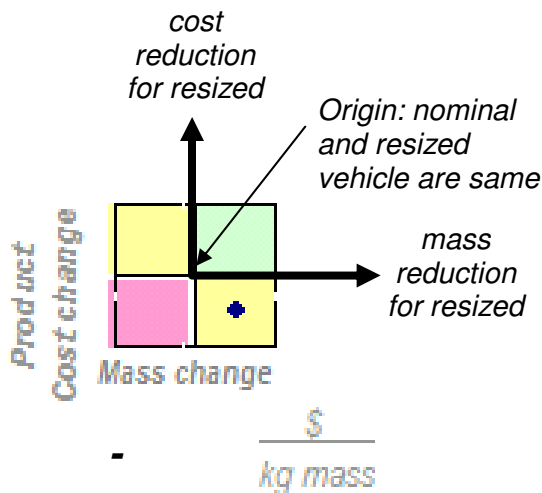 cost
reduction
for resized
Origin: nominal
and resized
vehicle are same
mass
reduction
for resized
Product
Cost change
Mass change
-
$
kg mass